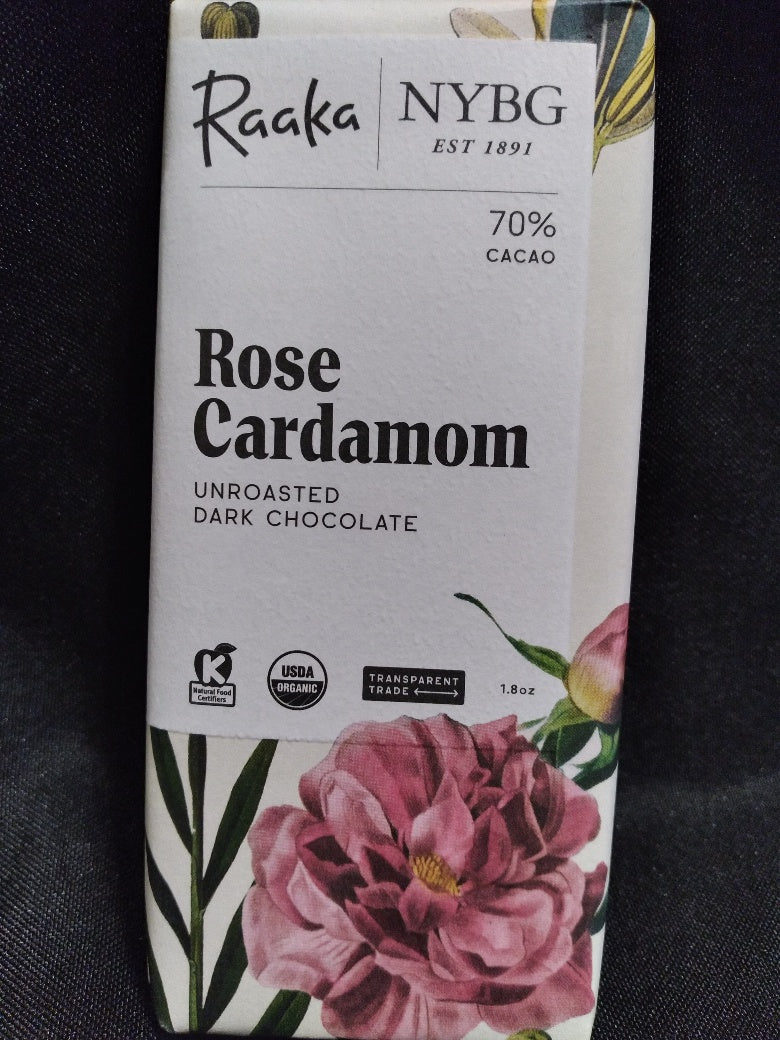 Raaka
NYBG
EST 1891
70%
CACAO
Rose
Cardamom
UNROASTED
DARK CHOCOLATE
K
Natural Food
Certifiers
USDA
ORGANIC
TRANSPARENT
TRADE
1.8oz